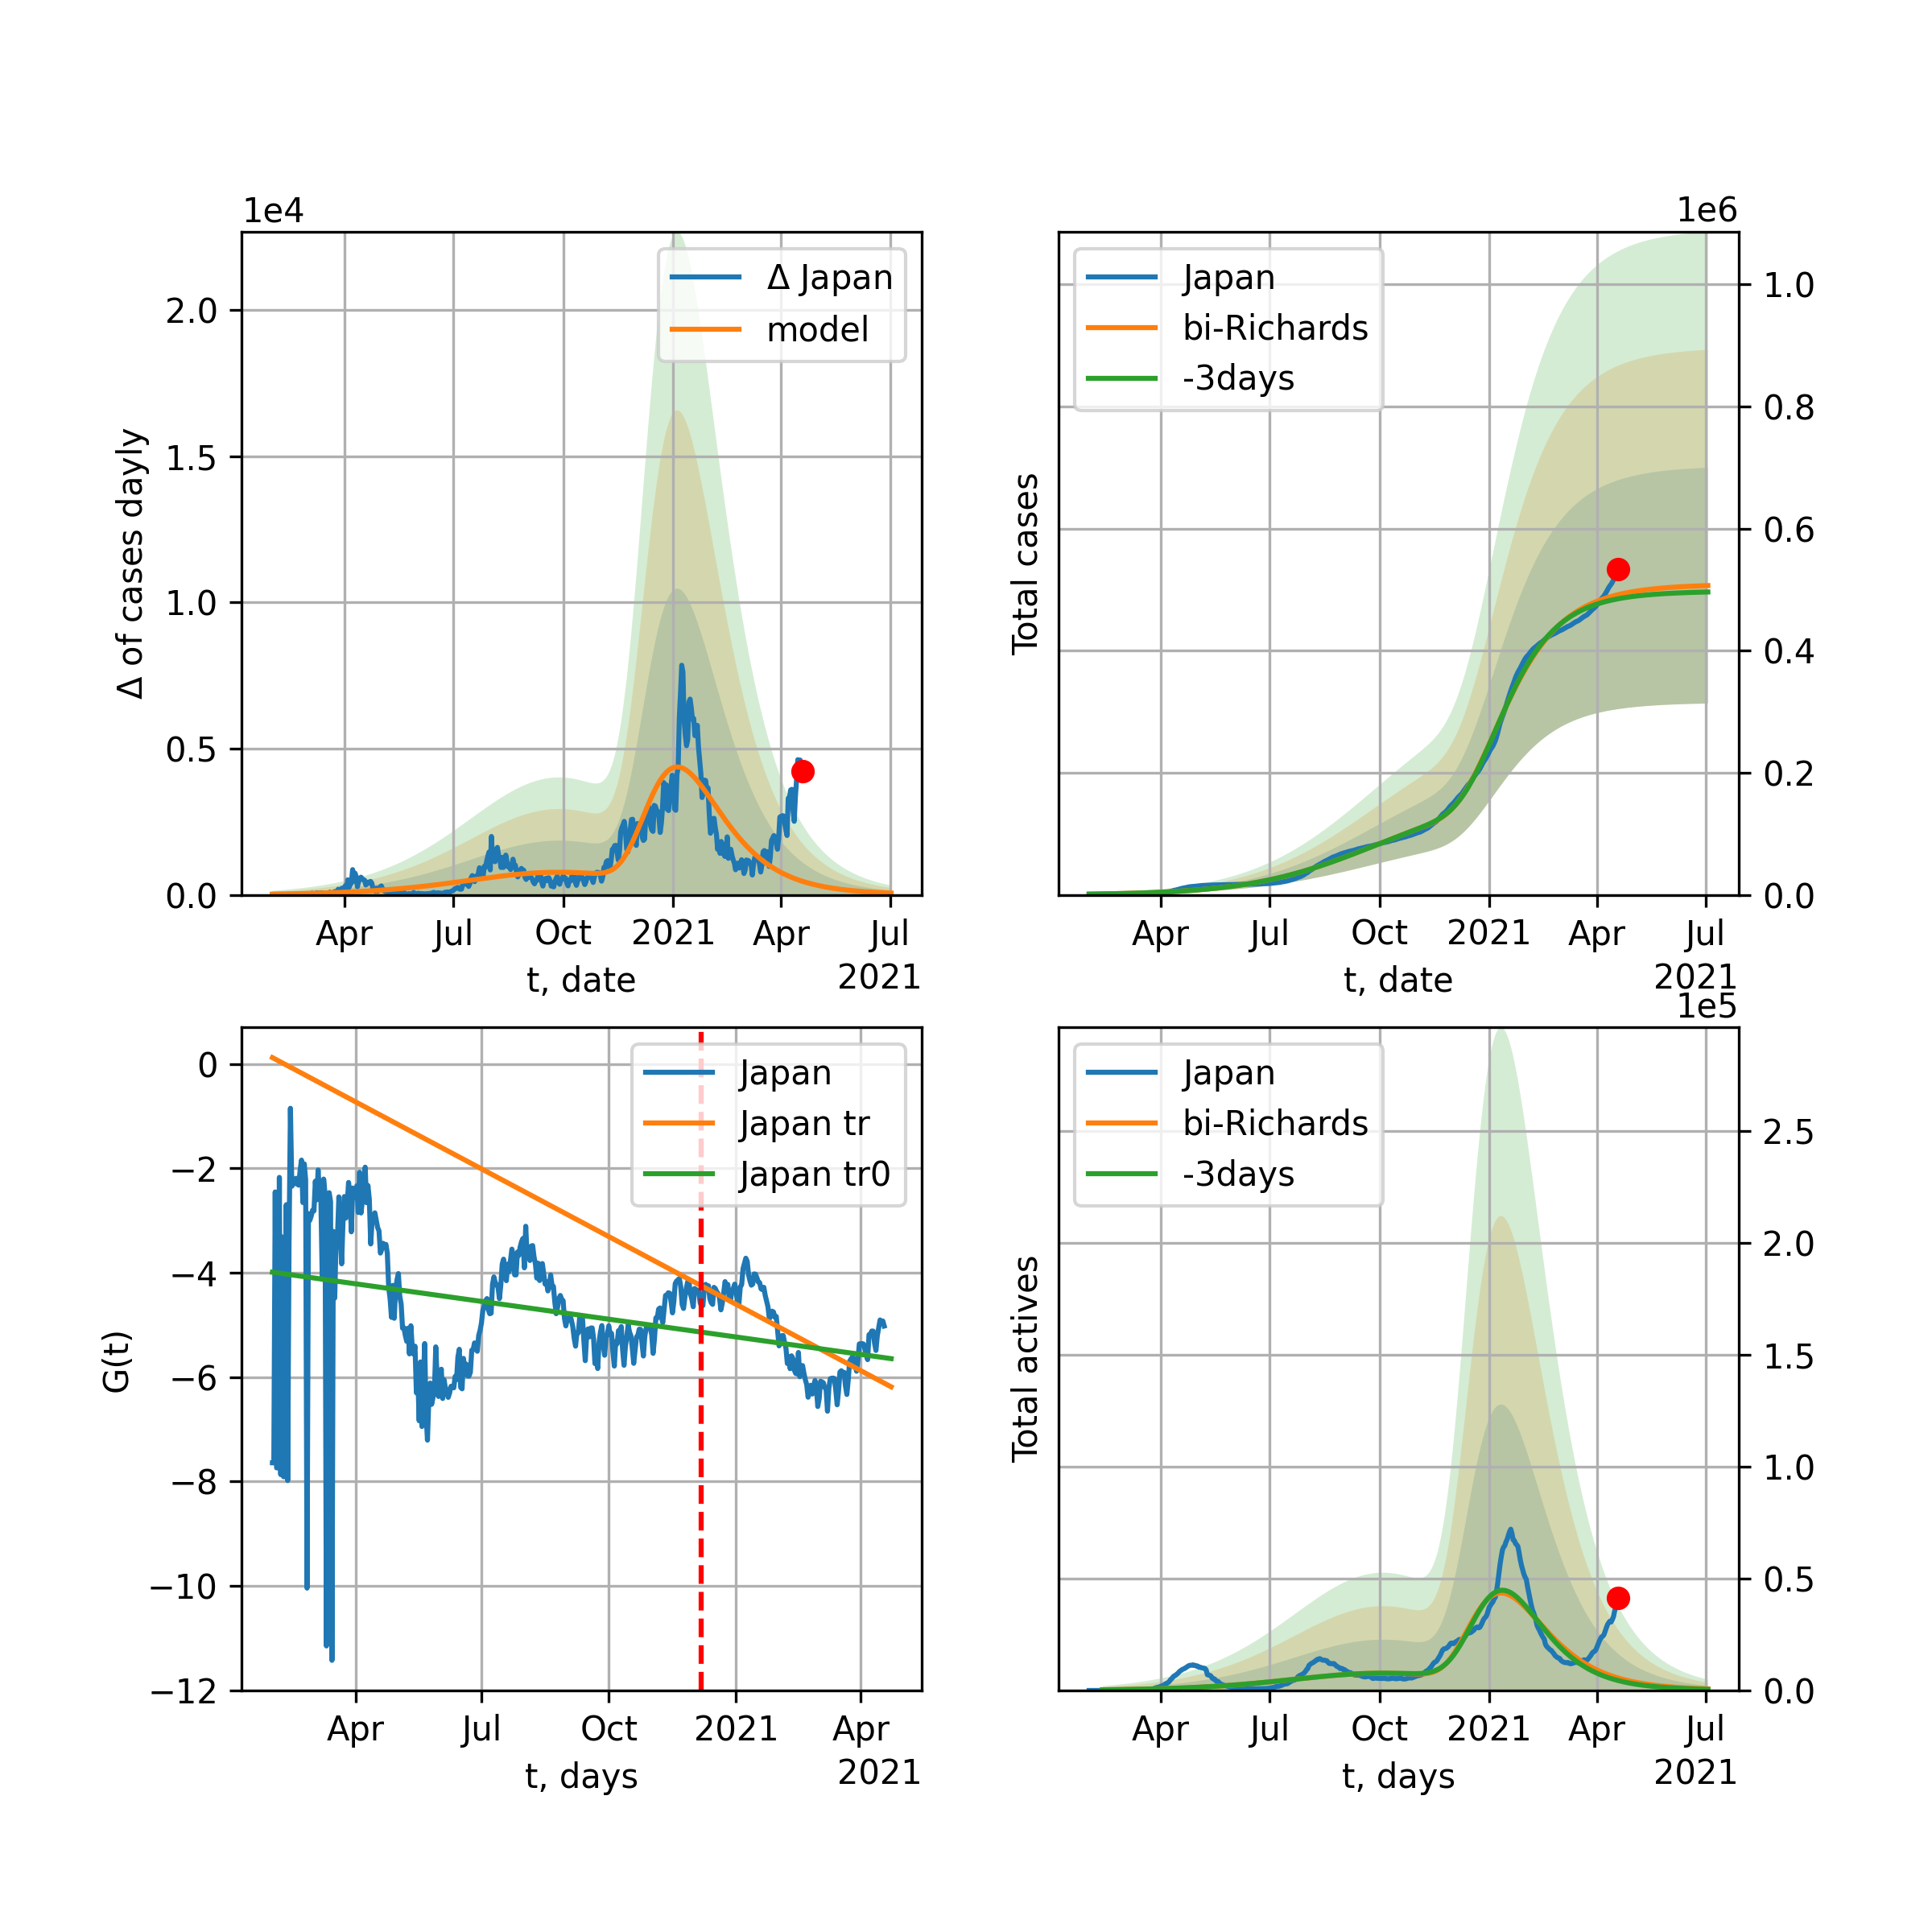 1e4
Δ of cases dayly
2.0
1.5
1.0
0.5
0.0
Δ Japan
model
Apr Jul Oct 2021 Apr Jul
2021
t, date
1e6
Total cases
Japan
bi-Richards
-3days
1.0
0.8
0.6
0.4
0.2
0.0
Apr Jul Oct 2021 Apr Jul
2021
t, date
G(t)
0
−2
−4
−6
−8
−10
−12
Japan
Japan tr
Japan tr0
Apr Jul Oct 2021 Apr
2021
t, days
1e5
Total actives
Japan
bi-Richards
-3days
2.5
2.0
1.5
1.0
0.5
0.0
Apr Jul Oct 2021 Apr Jul
2021
t, days